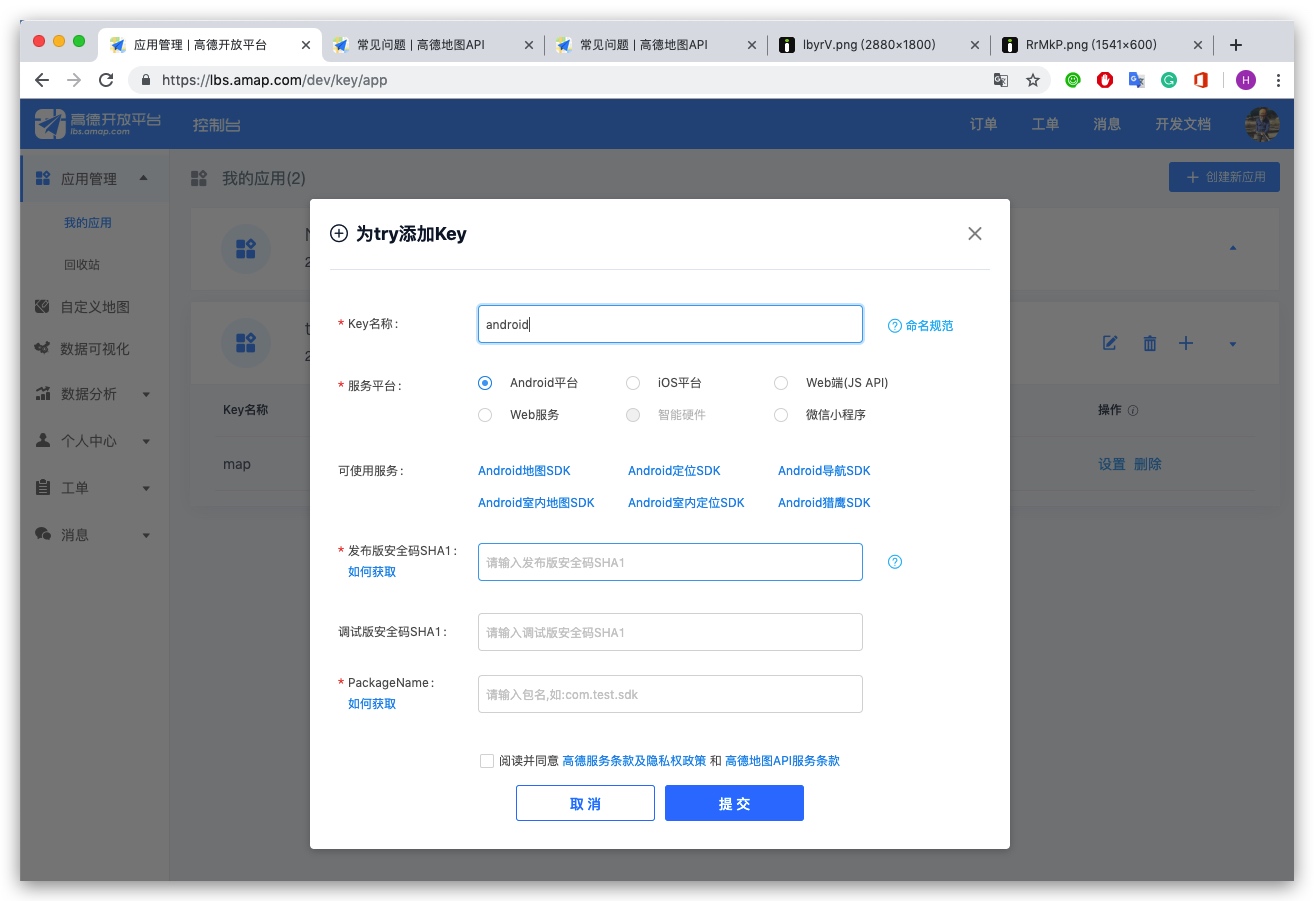 应用管理 | 高德开放平台
常见问题 | 高德地图API
常见问题 | 高德地图API
lbyrV.png (2880×1800)
RrMkP.png (1541×600)
https://lbs.amap.com/dev/key/app
H
高德开放平台
lbs.amap.com
控制台
订单
工单
消息
开发文档
应用管理
我的应用
回收站
自定义地图
数据可视化
数据分析
个人中心
工单
消息
我的应用(2)
创建新应用
Key名称
操作
map
设置 删除
为try添加Key
* Key名称:
android
命名规范
* 服务平台:
Android平台
iOS平台
Web端(JS API)
Web服务
智能硬件
微信小程序
可使用服务:
Android地图SDK
Android定位SDK
Android导航SDK
Android室内地图SDK
Android室内定位SDK
Android猎鹰SDK
* 发布版安全码SHA1:
如何获取
请输入发布版安全码SHA1
调试版安全码SHA1:
请输入调试版安全码SHA1
* PackageName:
如何获取
请输入包名,如:com.test.sdk
阅读并同意 高德服务条款及隐私权政策 和 高德地图API服务条款
取消
提交